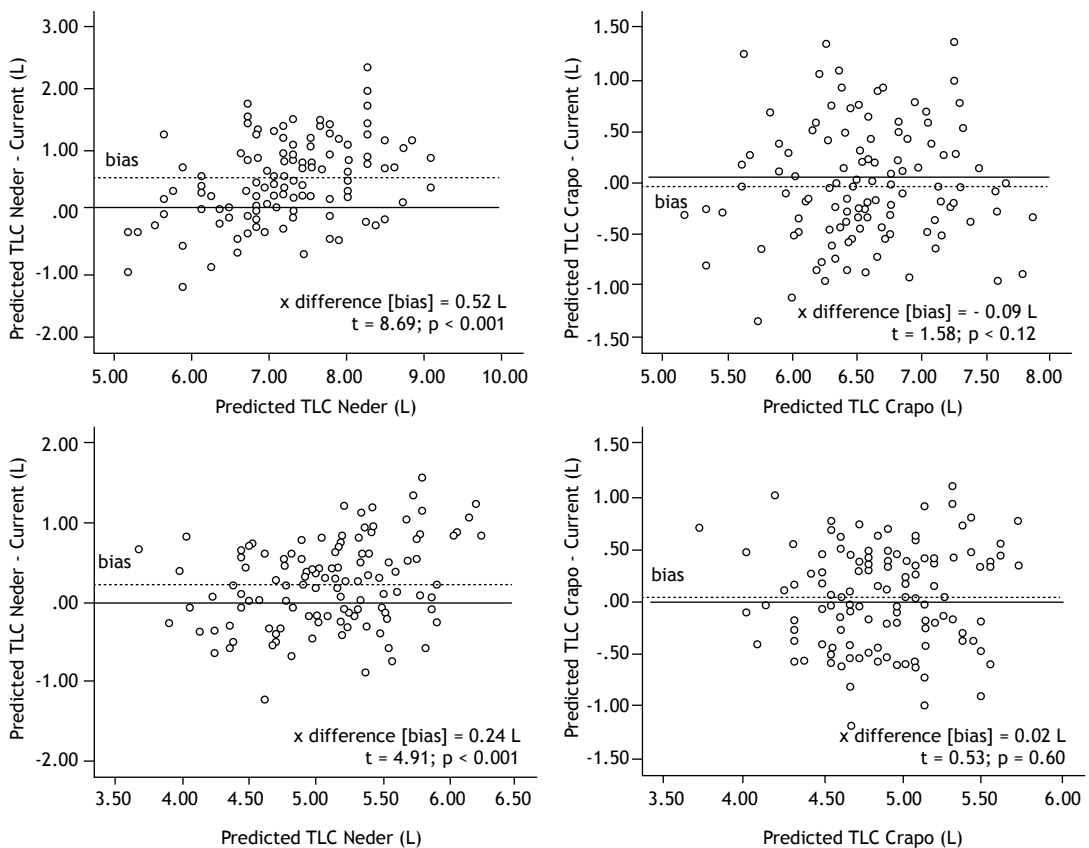 Predicted TLC Neder - Current (L)
3.00
2.00
1.00
bias
.00
-1.00
-2.00
x difference [bias] = 0.52 L
t = 8.69; p < 0.001
5.00 6.00 7.00 8.00 9.00 10.00
Predicted TLC Neder (L)
Predicted TLC Crapo - Current (L)
1.50
1.00
.50
.00
bias
-.50
-1.00
-1.50
x difference [bias] = - 0.09 L
t = 1.58; p < 0.12
5.00 5.50 6.00 6.50 7.00 7.50 8.00
Predicted TLC Crapo (L)
Predicted TLC Neder - Current (L)
2.00
1.00
bias
.00
-1.00
-2.00
x difference [bias] = 0.24 L
t = 4.91; p < 0.001
3.50 4.00 4.50 5.00 5.50 6.00 6.50
Predicted TLC Neder (L)
Predicted TLC Crapo - Current (L)
1.50
1.00
.50
bias
.00
-.50
-1.00
-1.50
x difference [bias] = 0.02 L
t = 0.53; p = 0.60
3.50 4.00 4.50 5.00 5.50 6.00
Predicted TLC Crapo (L)